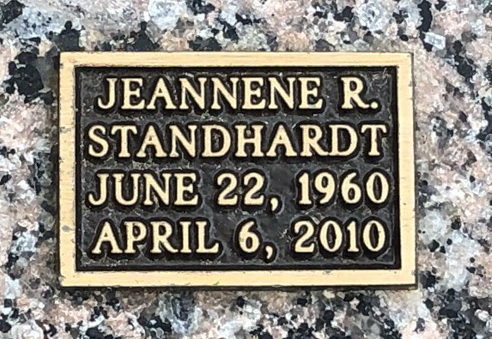 JEANNENE R.
STANDHARDT
JUNE 22, 1960
APRIL 6, 2010